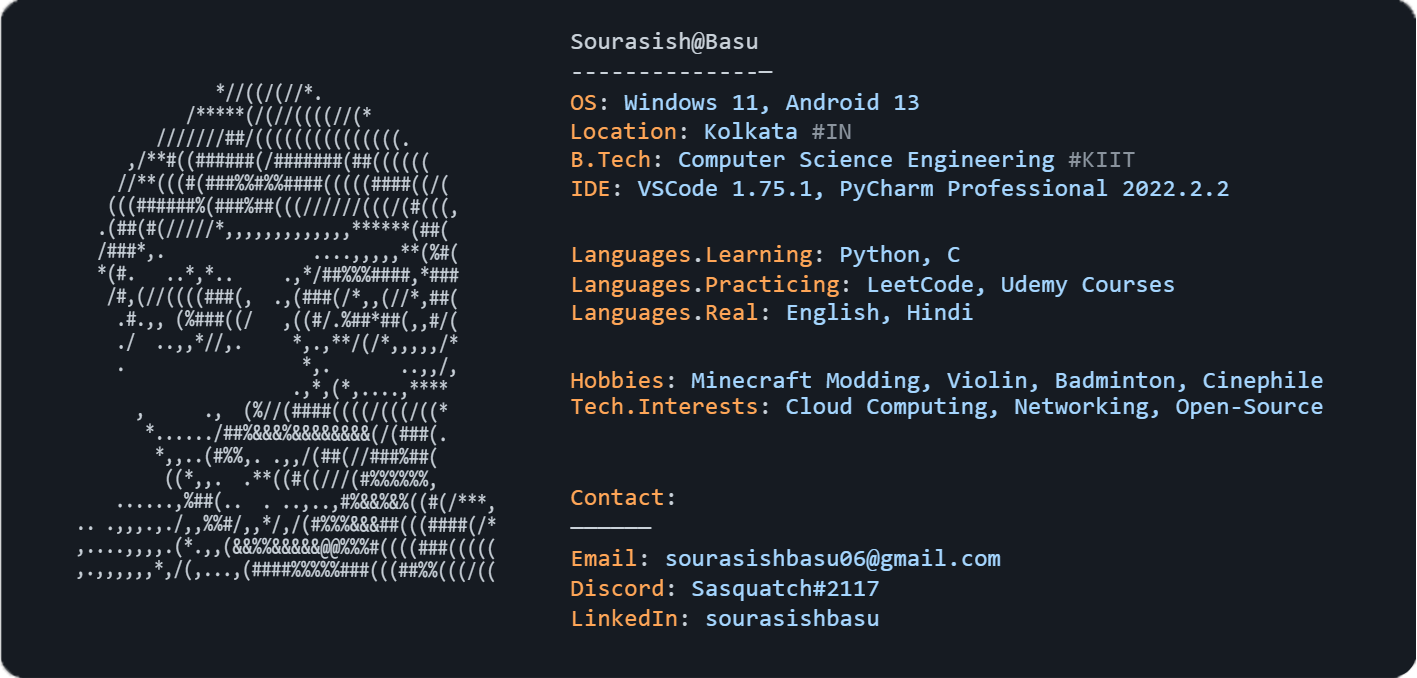 Sourasish@Basu
--------------—
OS: Windows 11, Android 13
Location: Kolkata #IN
B.Tech: Computer Science Engineering #KIIT
IDE: VSCode 1.75.1, PyCharm Professional 2022.2.2
Languages.Learning: Python, C
Languages.Practicing: LeetCode, Udemy Courses
Languages.Real: English, Hindi
Hobbies: Minecraft Modding, Violin, Badminton, Cinephile
Tech.Interests: Cloud Computing, Networking, Open-Source
Contact:
——————
Email: sourasishbasu06@gmail.com
Discord: Sasquatch#2117
LinkedIn: sourasishbasu